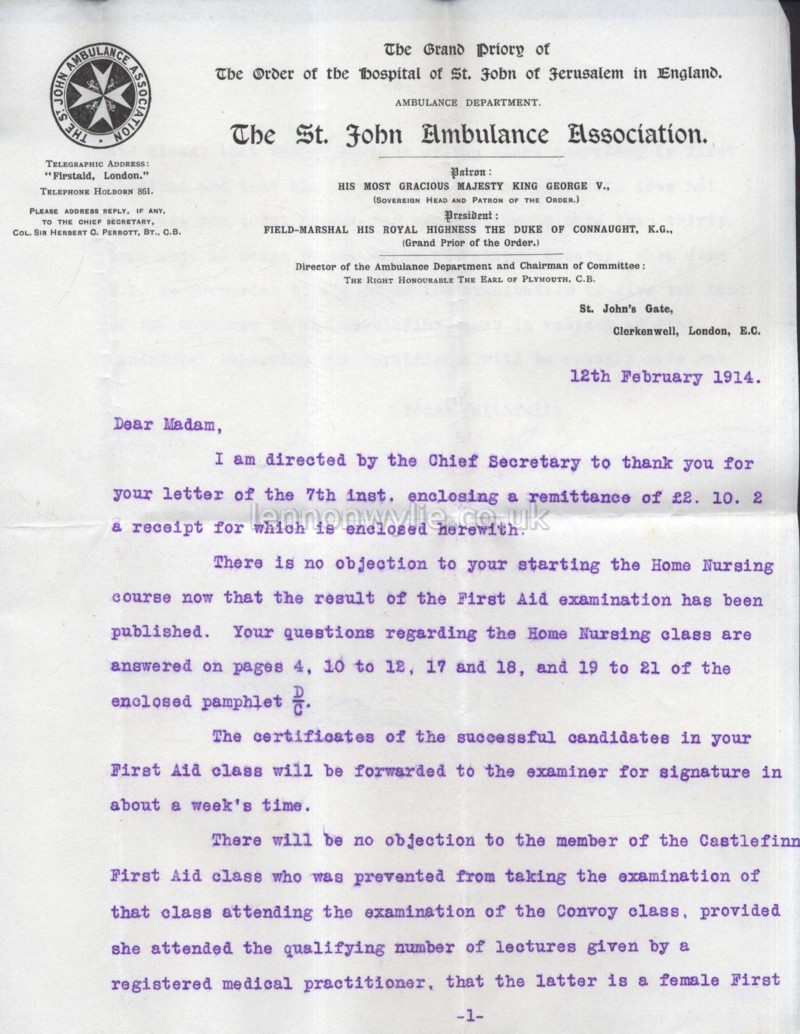 The Grand Priory of
The Order of the Hospital of St. John of Jerusalem in England.
AMBULANCE DEPARTMENT.
The St. John Ambulance Association.
THE ST. JOHN AMBULANCE ASSOCIATION
TELEGRAPHIC ADDRESS:
"Firstaid, London."
TELEPHONE HOLBORN 861.
PLEASE ADDRESS REPLY, IF ANY,
TO THE CHIEF SECRETARY,
COL. SIR HERBERT C. PERROTT, BT., C.B.
Patron:
HIS MOST GRACIOUS MAJESTY KING GEORGE V.,
(SOVEREIGN HEAD AND PATRON OF THE ORDER.)
President:
FIELD-MARSHAL HIS ROYAL HIGHNESS THE DUKE OF CONNAUGHT, K.G.,
(Grand Prior of the Order.)
Director of the Ambulance Department and Chairman of Committee:
THE RIGHT HONOURABLE THE EARL OF PLYMOUTH, C.B.
St. John's Gate,
Clerkenwell, London, E.C.
12th February 1914.
Dear Madam,
I am directed by the Chief Secretary to thank you for
your letter of the 7th inst. enclosing a remittance of £2. 10. 2
a receipt for which is enclosed herewith.
lennonwylie.co.uk
There is no objection to your starting the Home Nursing
course now that the result of the First Aid examination has been
published. Your questions regarding the Home Nursing class are
answered on pages 4, 10 to 12, 17 and 18, and 19 to 21 of the
enclosed pamphlet D/C.
The certificates of the successful candidates in your
First Aid class will be forwarded to the examiner for signature in
about a week's time.
There will be no objection to the member of the Castlefinn
First Aid class who was prevented from taking the examination of
that class attending the examination of the Convoy class, provided
she attended the qualifying number of lectures given by a
registered medical practitioner, that the latter is a female First
-1-